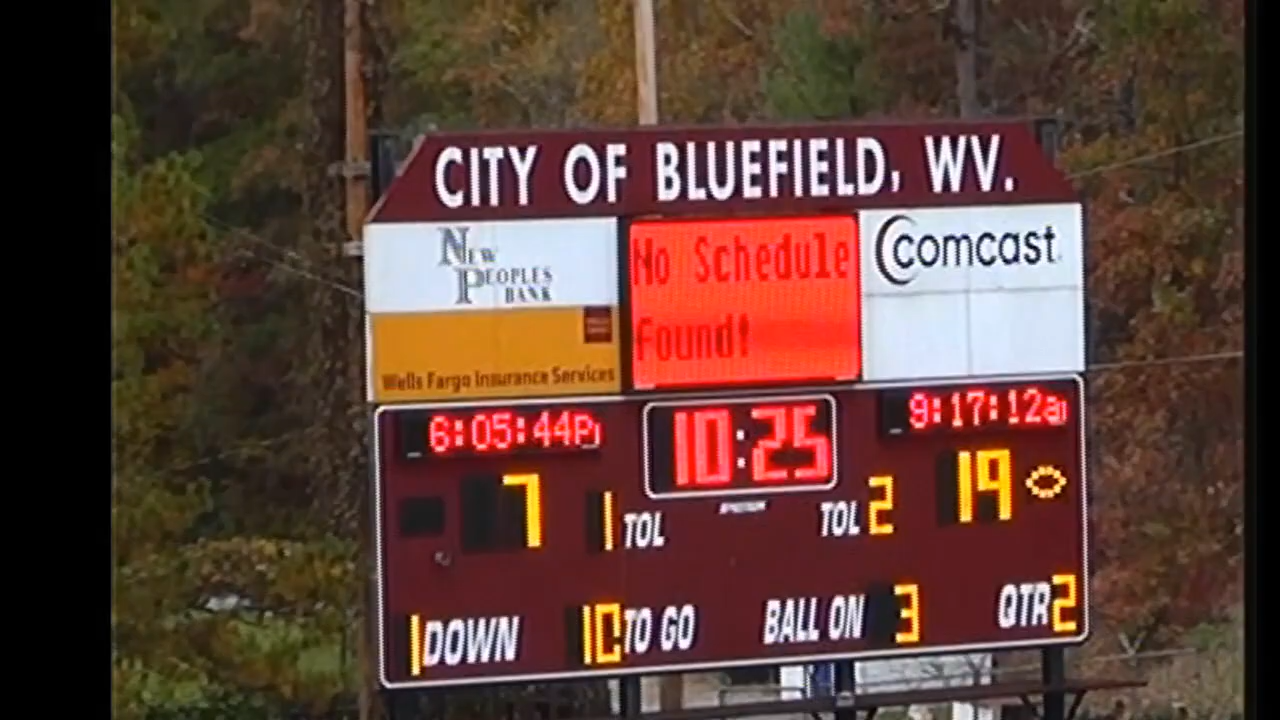 CITY OF BLUEFIELD, WV.
NEW
PEOPLES
BANK
Wells Fargo Insurance Services
No Schedule
Found!
comcast
6:05:44P
10:25
9:17:12a
7
1 TOL
TOL 2
19
1 DOWN
10 TO GO
BALL ON 3
QTR 2